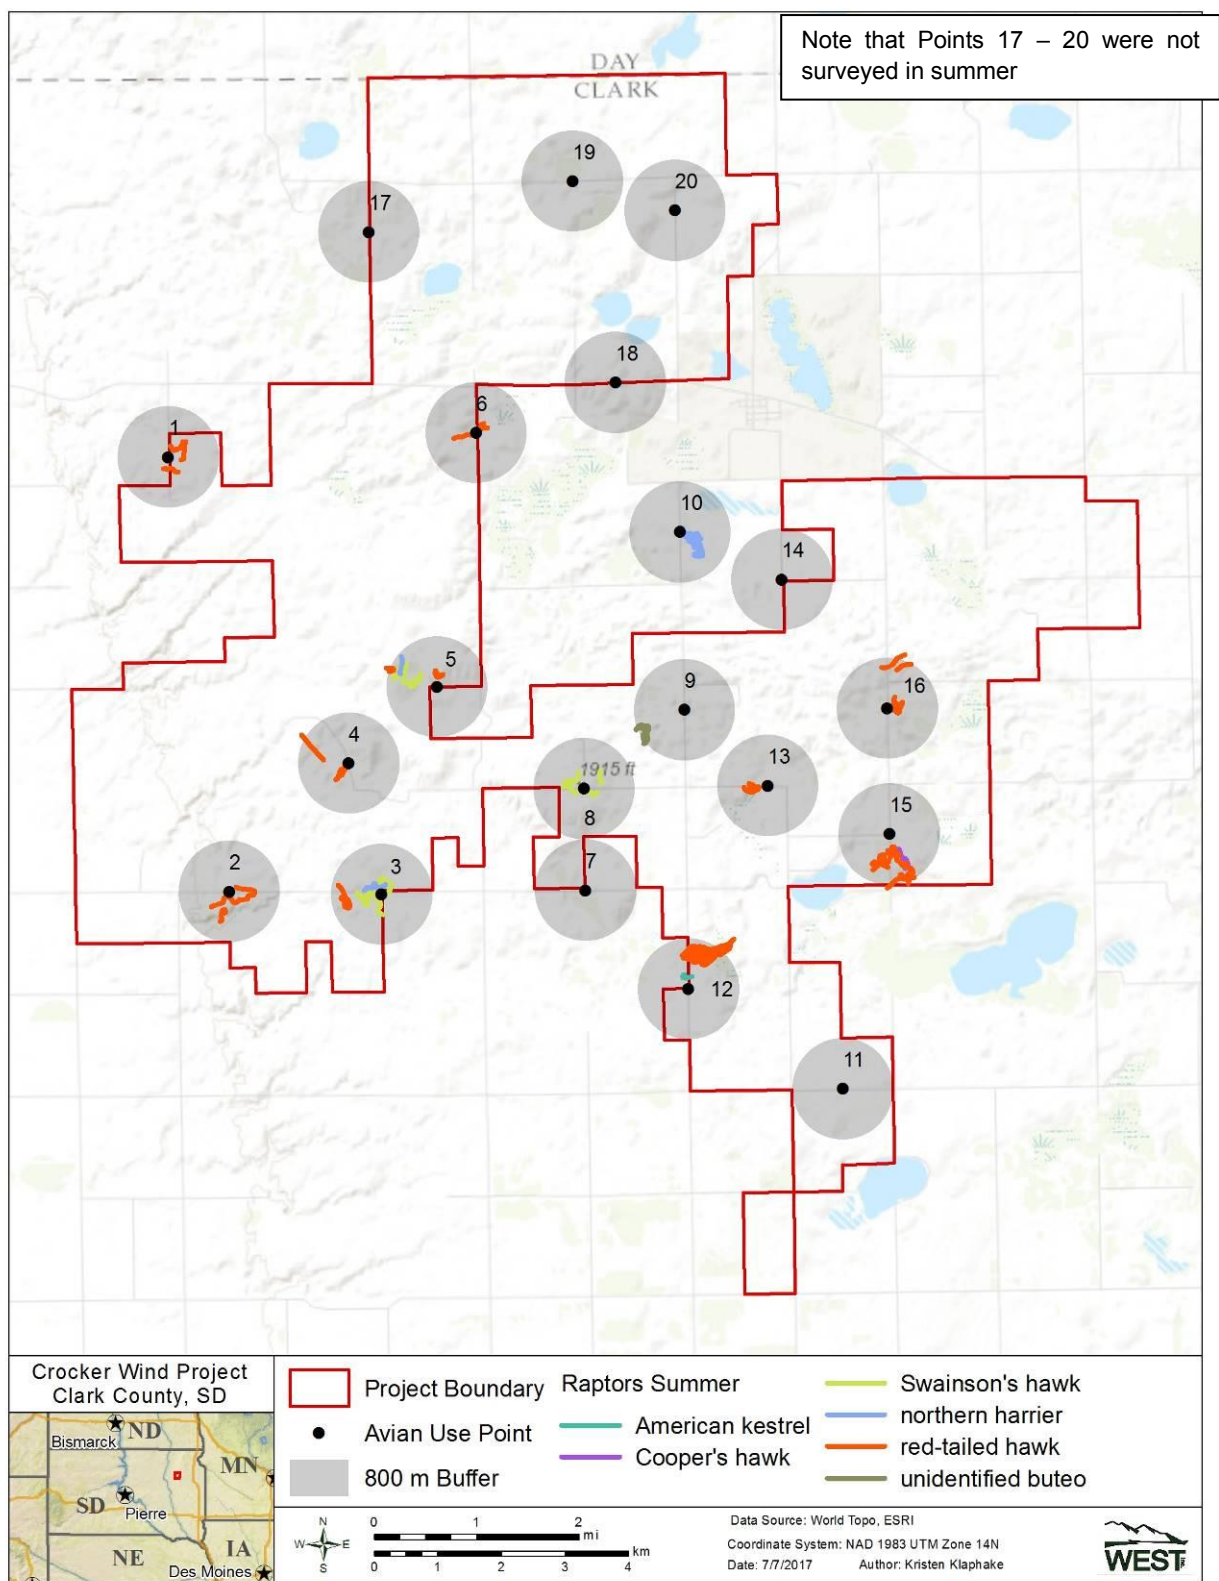 Note that Points 17 – 20 were not
surveyed in summer
DAY
CLARK
19
20
17
18
6
1
10
14
5
9
16
4
1915 ft
13
8
15
2
3
7
12
11
Crocker Wind Project
Clark County, SD
Bismarck
ND
MN
SD
Pierre
NE
IA
Des Moines
Project Boundary
Avian Use Point
800 m Buffer
Raptors Summer
American kestrel
Cooper's hawk
Swainson's hawk
northern harrier
red-tailed hawk
unidentified buteo
N
W E
S
0 1 2
mi
km
0 1 2 3 4
Data Source: World Topo, ESRI
Coordinate System: NAD 1983 UTM Zone 14N
Date: 7/7/2017 Author: Kristen Klaphake
WEST Inc.